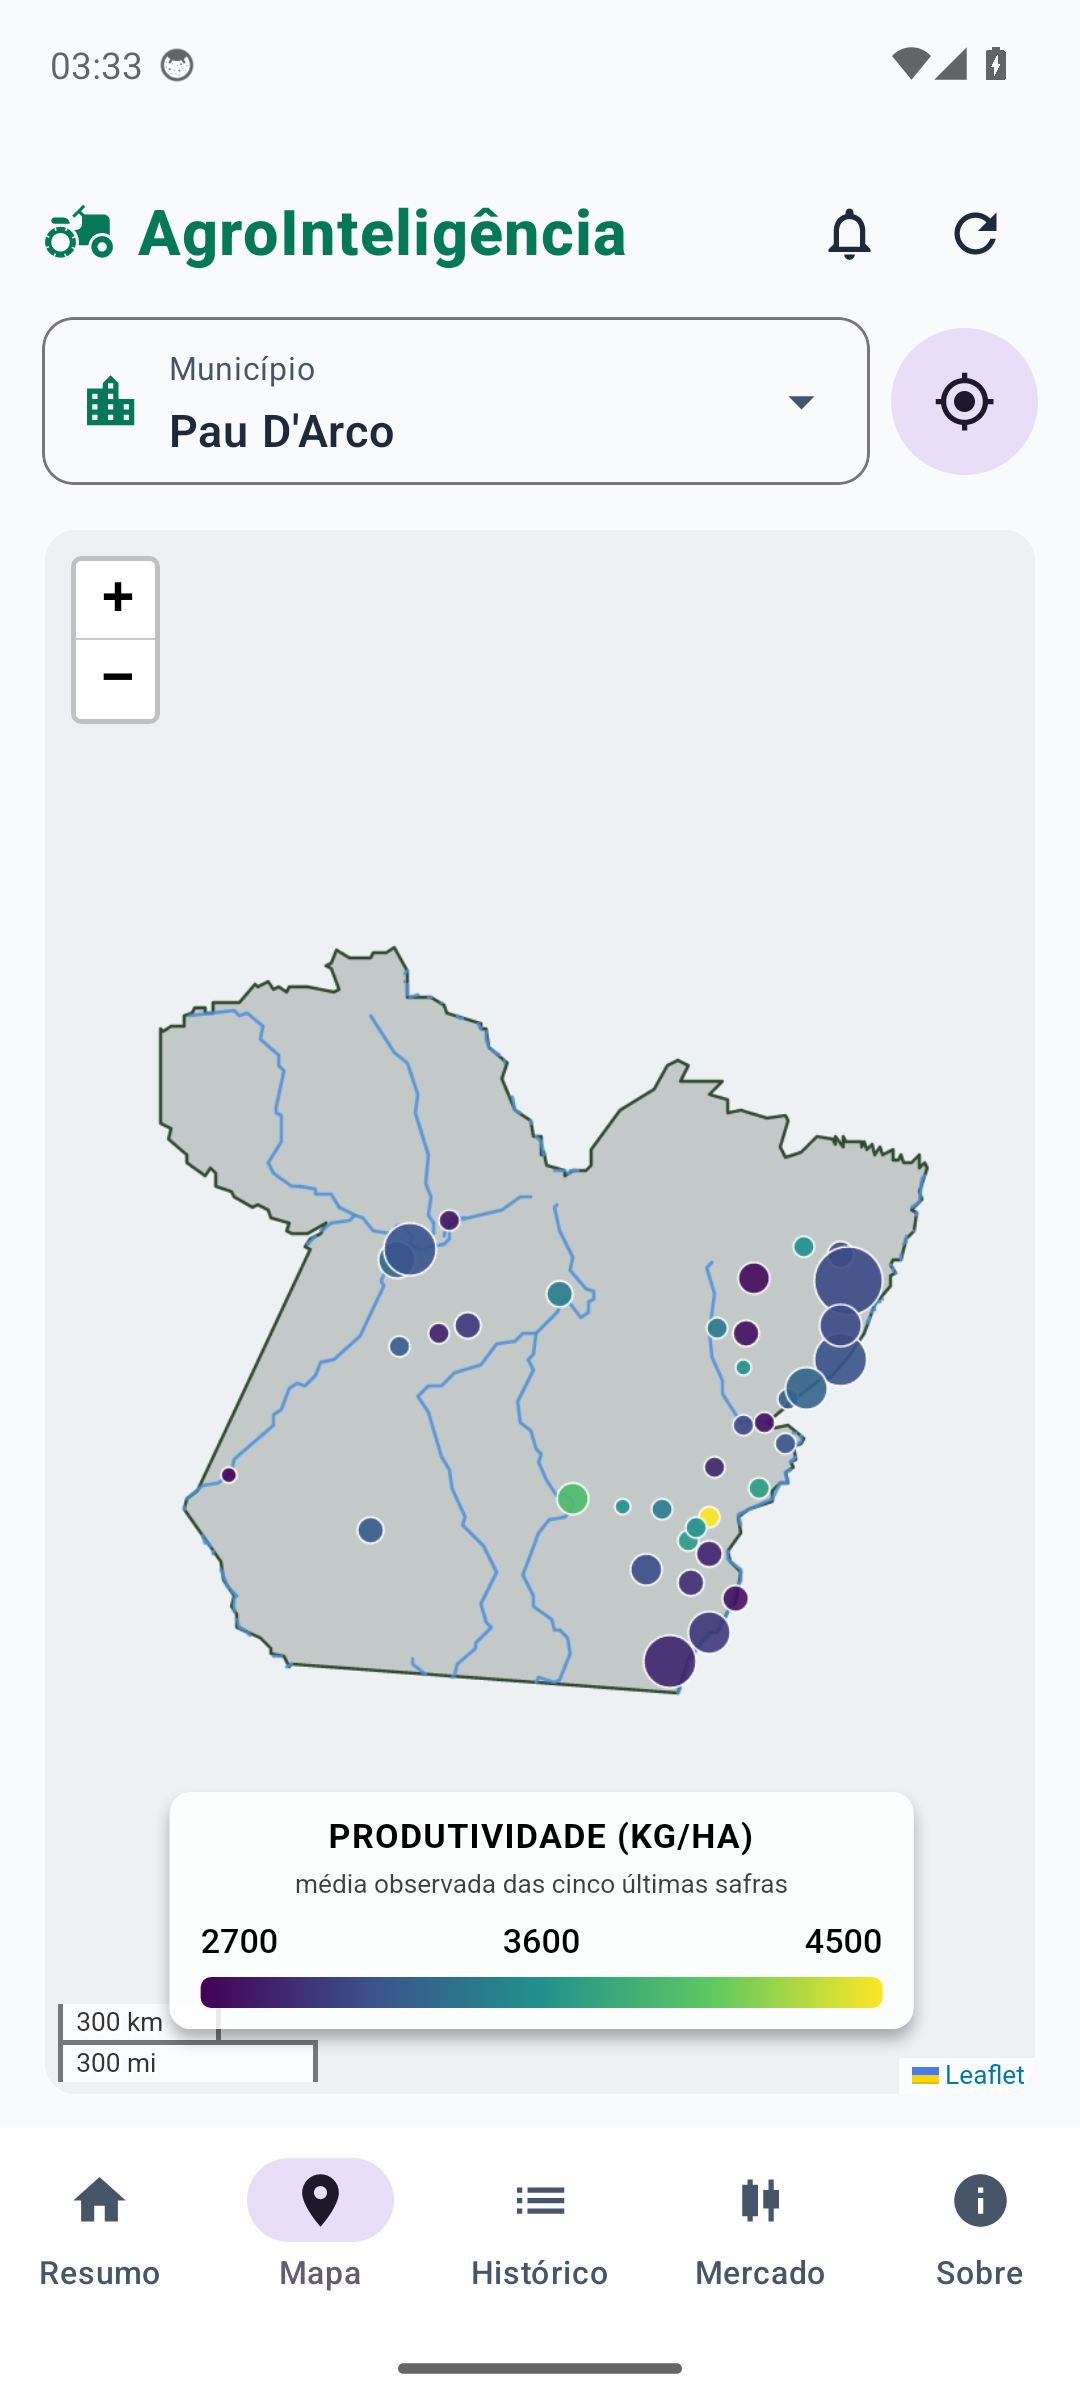 03:33
AgroInteligência
Município
Pau D'Arco
+
−
PRODUTIVIDADE (KG/HA)
média observada das cinco últimas safras
2700 3600 4500
300 km
300 mi
Leaflet
Resumo Mapa Histórico Mercado Sobre